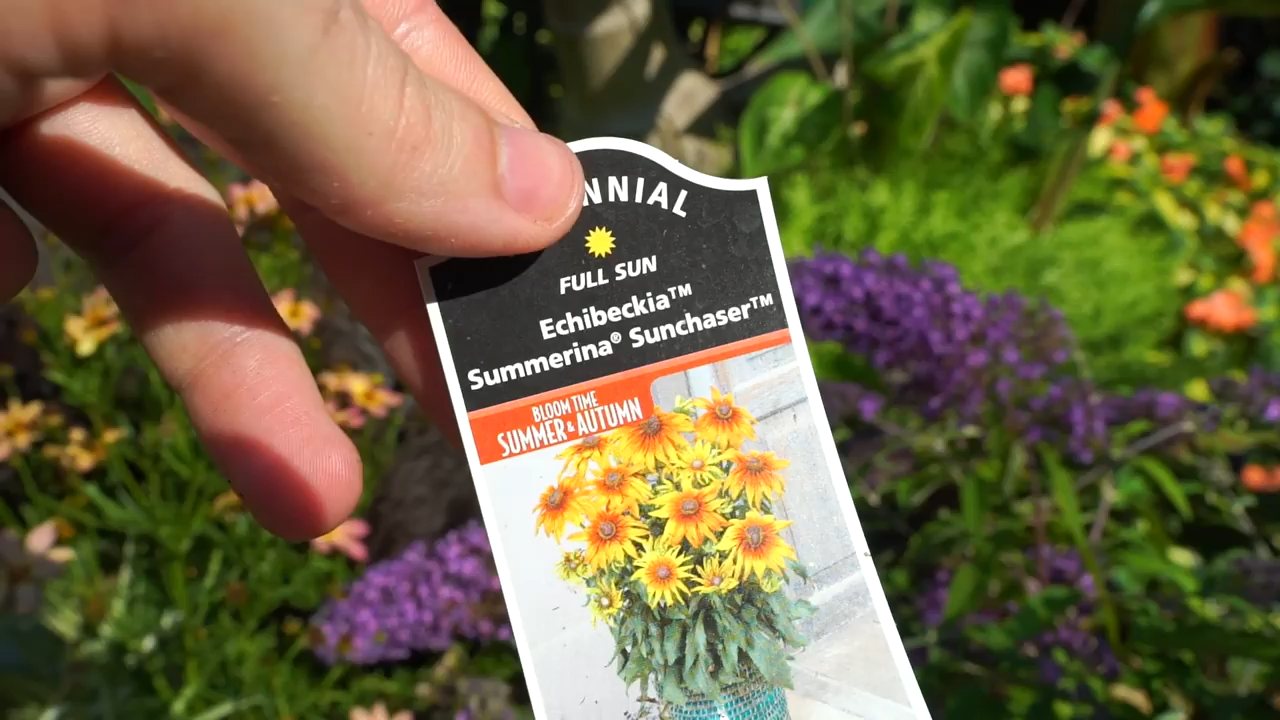 NNIAL
FULL SUN
Echibeckia™
Summerina® Sunchaser™
BLOOM TIME
SUMMER & AUTUMN